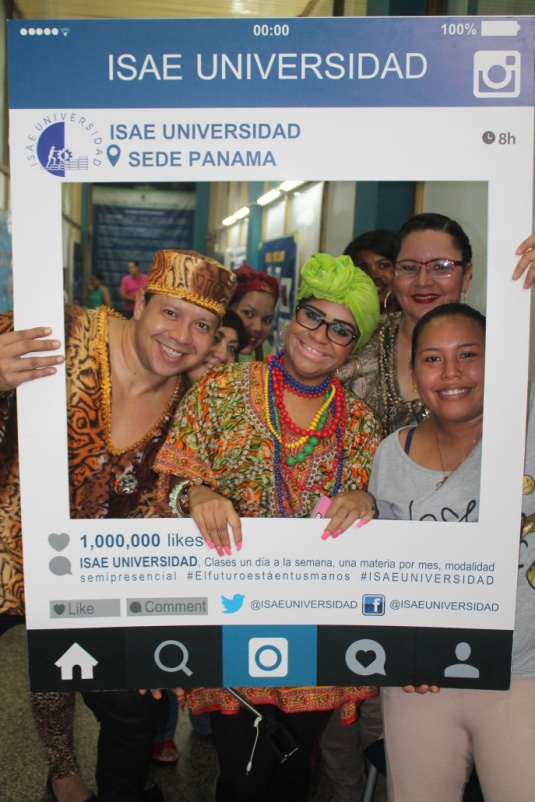 00:00
100%
ISAE UNIVERSIDAD
ISAE UNIVERSIDAD
ISAE UNIVERSIDAD
SEDE PANAMA
8h
1,000,000 likes
ISAE UNIVERSIDAD, Clases un día a la semana, una materia por mes, modalidad
semipresencial #Elfuturoestáentusmanos #ISAEUNIVERSIDAD
Like
Comment
@ISAEUNIVERSIDAD
@ISAEUNIVERSIDAD